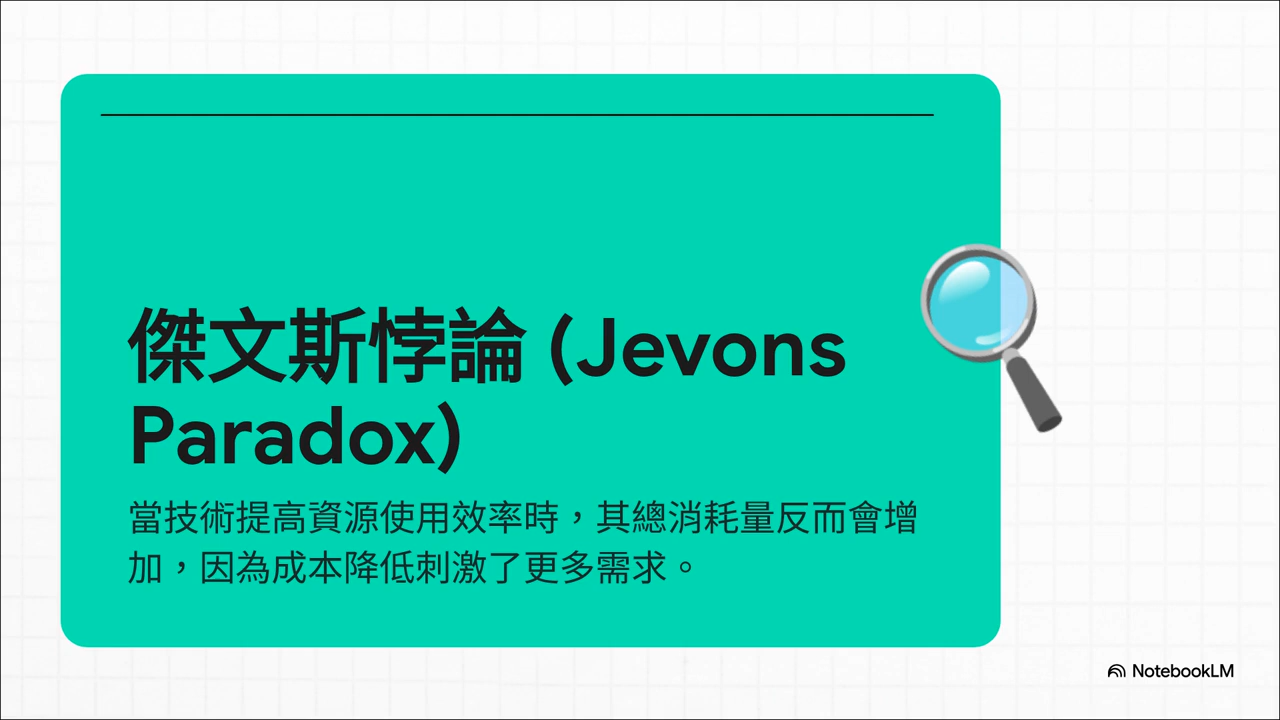 傑文斯悖論 (Jevons
Paradox)
當技術提高資源使用效率時，其總消耗量反而會增
加，因為成本降低刺激了更多需求。
NotebookLM